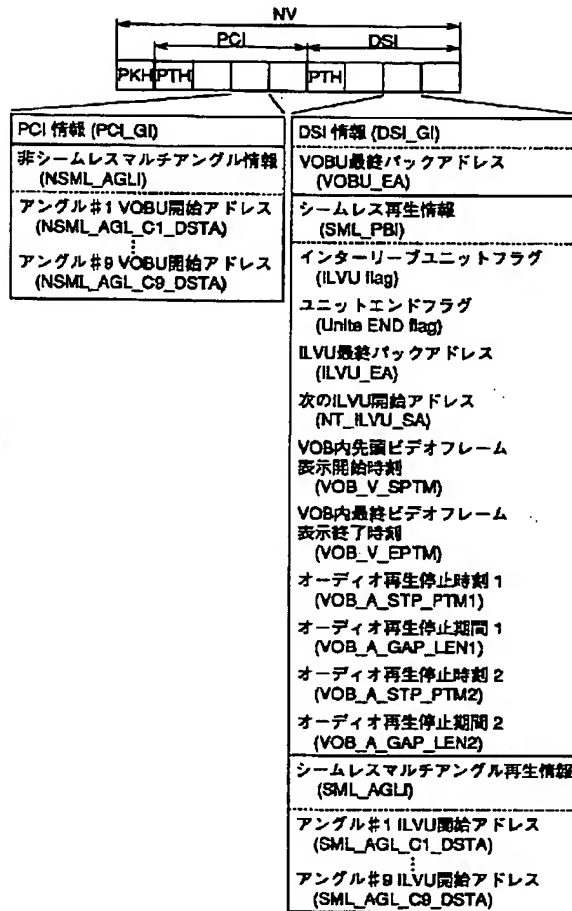 NV
PCI
DSI
PKH
PTH
PTH
PCI 情報 (PCI_GI)
非シームレスマルチアングル情報
(NSML_AGLI)
アングル#1 VOBU開始アドレス
(NSML_AGL_C1_DSTA)
アングル#9 VOBU開始アドレス
(NSML_AGL_C9_DSTA)
DSI 情報 (DSI_GI)
VOBU最終パックアドレス
(VOBU_EA)
シームレス再生情報
(SML_PBI)
インターリーブユニットフラグ
(ILVU flag)
ユニットエンドフラグ
(Unite END flag)
ILVU最終パックアドレス
(ILVU_EA)
次のILVU開始アドレス
(NT_ILVU_SA)
VOB内先頭ビデオフレーム
表示開始時刻
(VOB_V_SPTM)
VOB内最終ビデオフレーム
表示終了時刻
(VOB_V_EPTM)
オーディオ再生停止時刻 1
(VOB_A_STP_PTM1)
オーディオ再生停止期間 1
(VOB_A_GAP_LEN1)
オーディオ再生停止時刻 2
(VOB_A_STP_PTM2)
オーディオ再生停止期間 2
(VOB_A_GAP_LEN2)
シームレスマルチアングル再生情報
(SML_AGLI)
アングル#1 ILVU開始アドレス
(SML_AGL_C1_DSTA)
アングル#9 ILVU開始アドレス
(SML_AGL_C9_DSTA)